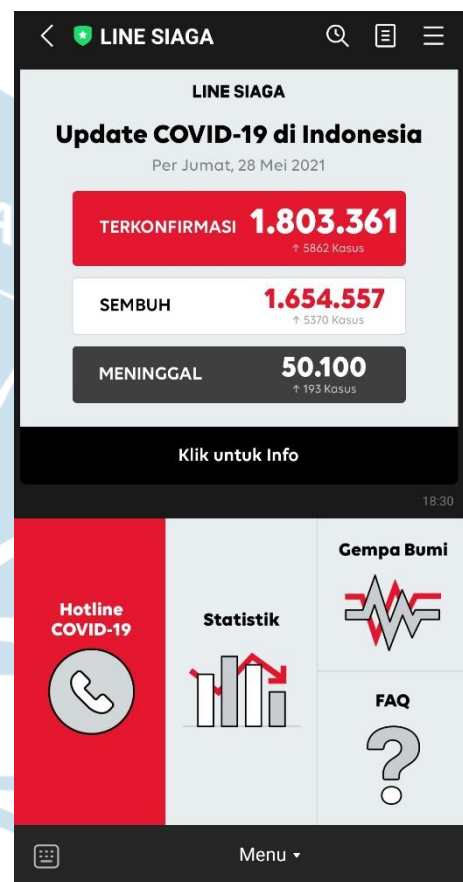 LINE SIAGA
LINE SIAGA
Update COVID-19 di Indonesia
Per Jumat, 28 Mei 2021
TERKONFIRMASI 1.803.361
↑ 5862 Kasus
SEMBUH 1.654.557
↑ 5370 Kasus
MENINGGAL 50.100
↑ 193 Kasus
Klik untuk Info
18:30
Hotline
COVID-19
Statistik
Gempa Bumi
FAQ
Menu